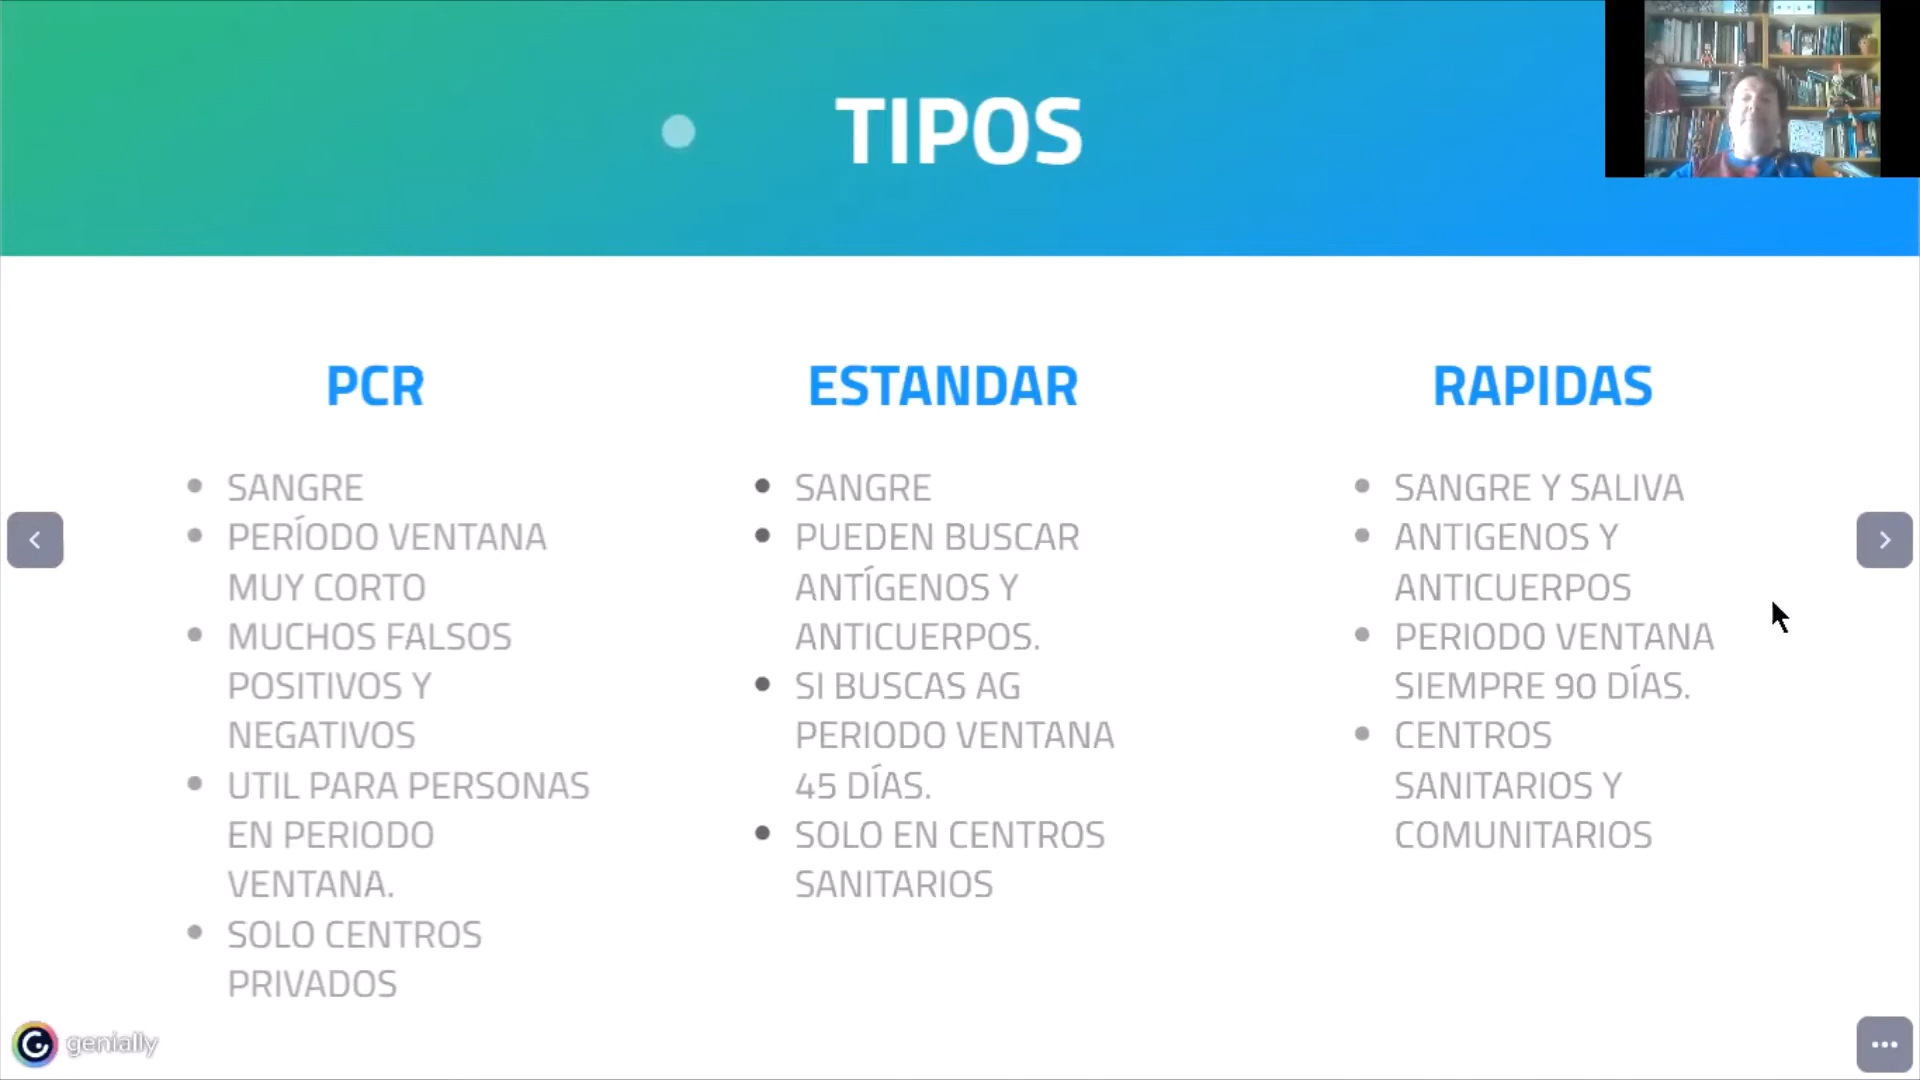 TIPOS
PCR
SANGRE
PERÍODO VENTANA
MUY CORTO
MUCHOS FALSOS
POSITIVOS Y
NEGATIVOS
UTIL PARA PERSONAS
EN PERIODO
VENTANA.
SOLO CENTROS
PRIVADOS
ESTANDAR
SANGRE
PUEDEN BUSCAR
ANTÍGENOS Y
ANTICUERPOS.
SI BUSCAS AG
PERIODO VENTANA
45 DÍAS.
SOLO EN CENTROS
SANITARIOS
RAPIDAS
SANGRE Y SALIVA
ANTIGENOS Y
ANTICUERPOS
PERIODO VENTANA
SIEMPRE 90 DÍAS.
CENTROS
SANITARIOS Y
COMUNITARIOS
genially